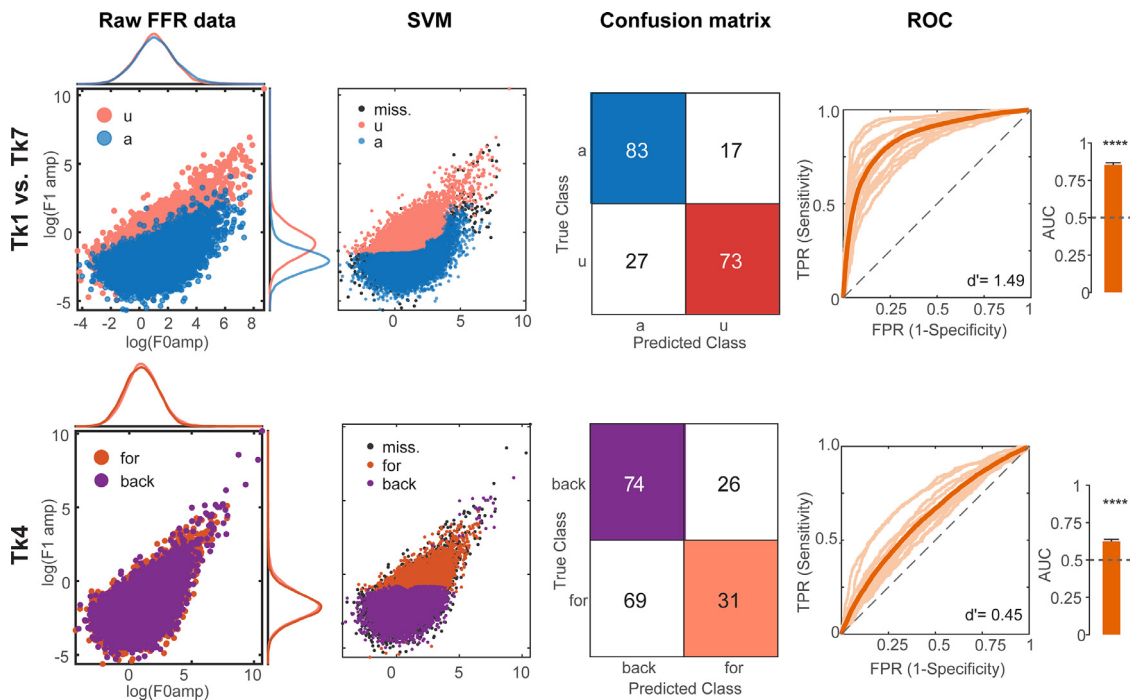 Raw FFR data
SVM
Confusion matrix
ROC
Tk1 vs. Tk7
log(F1 amp)
10
5
0
-5
u
a
-4
-2
0
2
4
6
8
log(F0amp)
miss.
u
a
0
5
10
True Class
a
u
83
17
27
73
a
u
Predicted Class
TPR (Sensitivity)
1.0
0.5
0
d'= 1.49
0.25
0.5
0.75
1
FPR (1-Specificity)
AUC
1
0.75
0.5
0.25
0
****
Tk4
log(F1 amp)
10
5
0
-5
for
back
0
5
10
log(F0amp)
miss.
for
back
0
5
10
True Class
back
for
74
26
69
31
back
for
Predicted Class
TPR (Sensitivity)
1.0
0.5
0
d'= 0.45
0.25
0.5
0.75
1
FPR (1-Specificity)
AUC
1
0.75
0.5
0.25
0
****